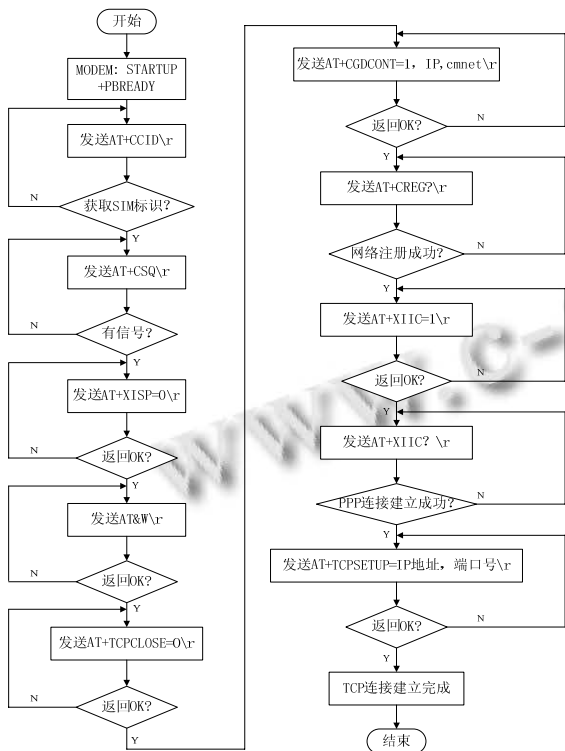 开始
MODEM: STARTUP
+PBREADY
发送AT+CCID\r
获取SIM标识?
N
Y
发送AT+CSQ\r
有信号?
N
Y
发送AT+XISP=0\r
返回OK?
N
Y
发送AT&W\r
返回OK?
N
Y
发送AT+TCPCLOSE=0\r
返回OK?
N
Y
发送AT+CGDCONT=1, IP,cmnet\r
返回OK?
N
Y
发送AT+CREG?\r
网络注册成功?
N
Y
发送AT+XIIC=1\r
返回OK?
N
Y
发送AT+XIIC? \r
PPP连接建立成功?
N
Y
发送AT+TCPSETUP=IP地址, 端口号\r
返回OK?
N
Y
TCP连接建立完成
结束
www.c-